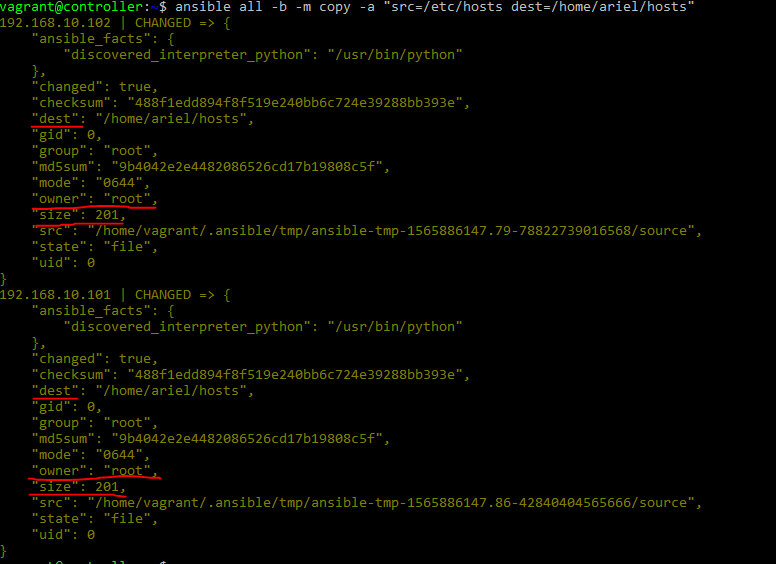 vagrant@controller:~$ ansible all -b -m copy -a "src=/etc/hosts dest=/home/ariel/hosts"
192.168.10.102 | CHANGED => {
    "ansible_facts": {
        "discovered_interpreter_python": "/usr/bin/python"
    },
    "changed": true,
    "checksum": "488f1edd894f8f519e240bb6c724e39288bb393e",
    "dest": "/home/ariel/hosts",
    "gid": 0,
    "group": "root",
    "md5sum": "9b4042e2e4482086526cd17b19808c5f",
    "mode": "0644",
    "owner": "root",
    "size": 201,
    "src": "/home/vagrant/.ansible/tmp/ansible-tmp-1565886147.79-78822739016568/source",
    "state": "file",
    "uid": 0
}
192.168.10.101 | CHANGED => {
    "ansible_facts": {
        "discovered_interpreter_python": "/usr/bin/python"
    },
    "changed": true,
    "checksum": "488f1edd894f8f519e240bb6c724e39288bb393e",
    "dest": "/home/ariel/hosts",
    "gid": 0,
    "group": "root",
    "md5sum": "9b4042e2e4482086526cd17b19808c5f",
    "mode": "0644",
    "owner": "root",
    "size": 201,
    "src": "/home/vagrant/.ansible/tmp/ansible-tmp-1565886147.86-42840404565666/source",
    "state": "file",
    "uid": 0
}